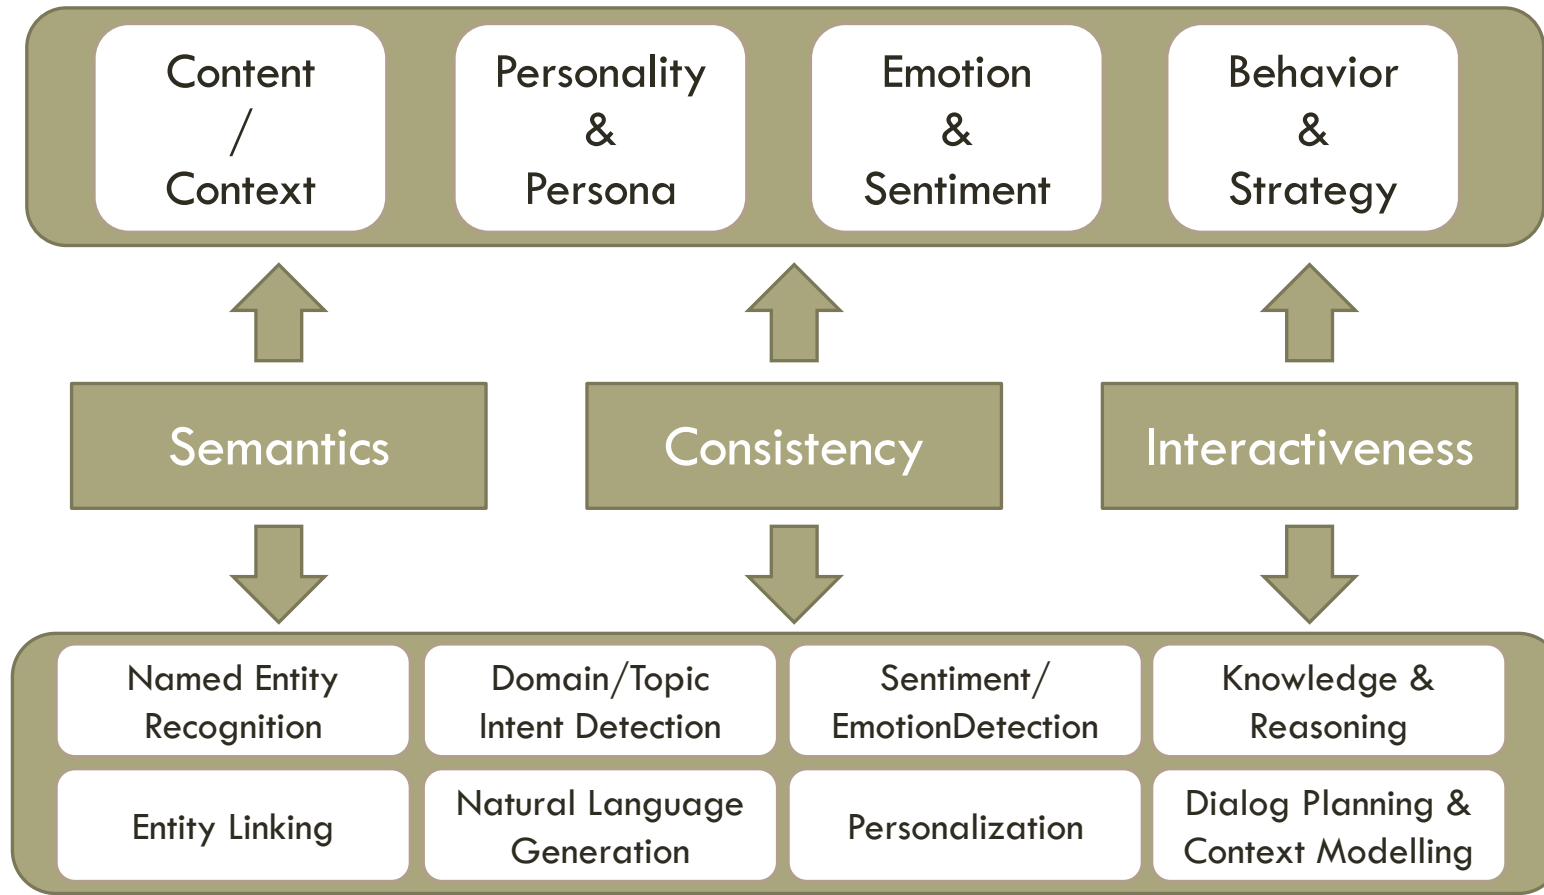 Content
/
Context
Personality
&
Persona
Emotion
&
Sentiment
Behavior
&
Strategy
Semantics
Consistency
Interactiveness
Named Entity
Recognition
Domain/Topic
Intent Detection
Sentiment/
EmotionDetection
Knowledge &
Reasoning
Entity Linking
Natural Language
Generation
Personalization
Dialog Planning &
Context Modelling